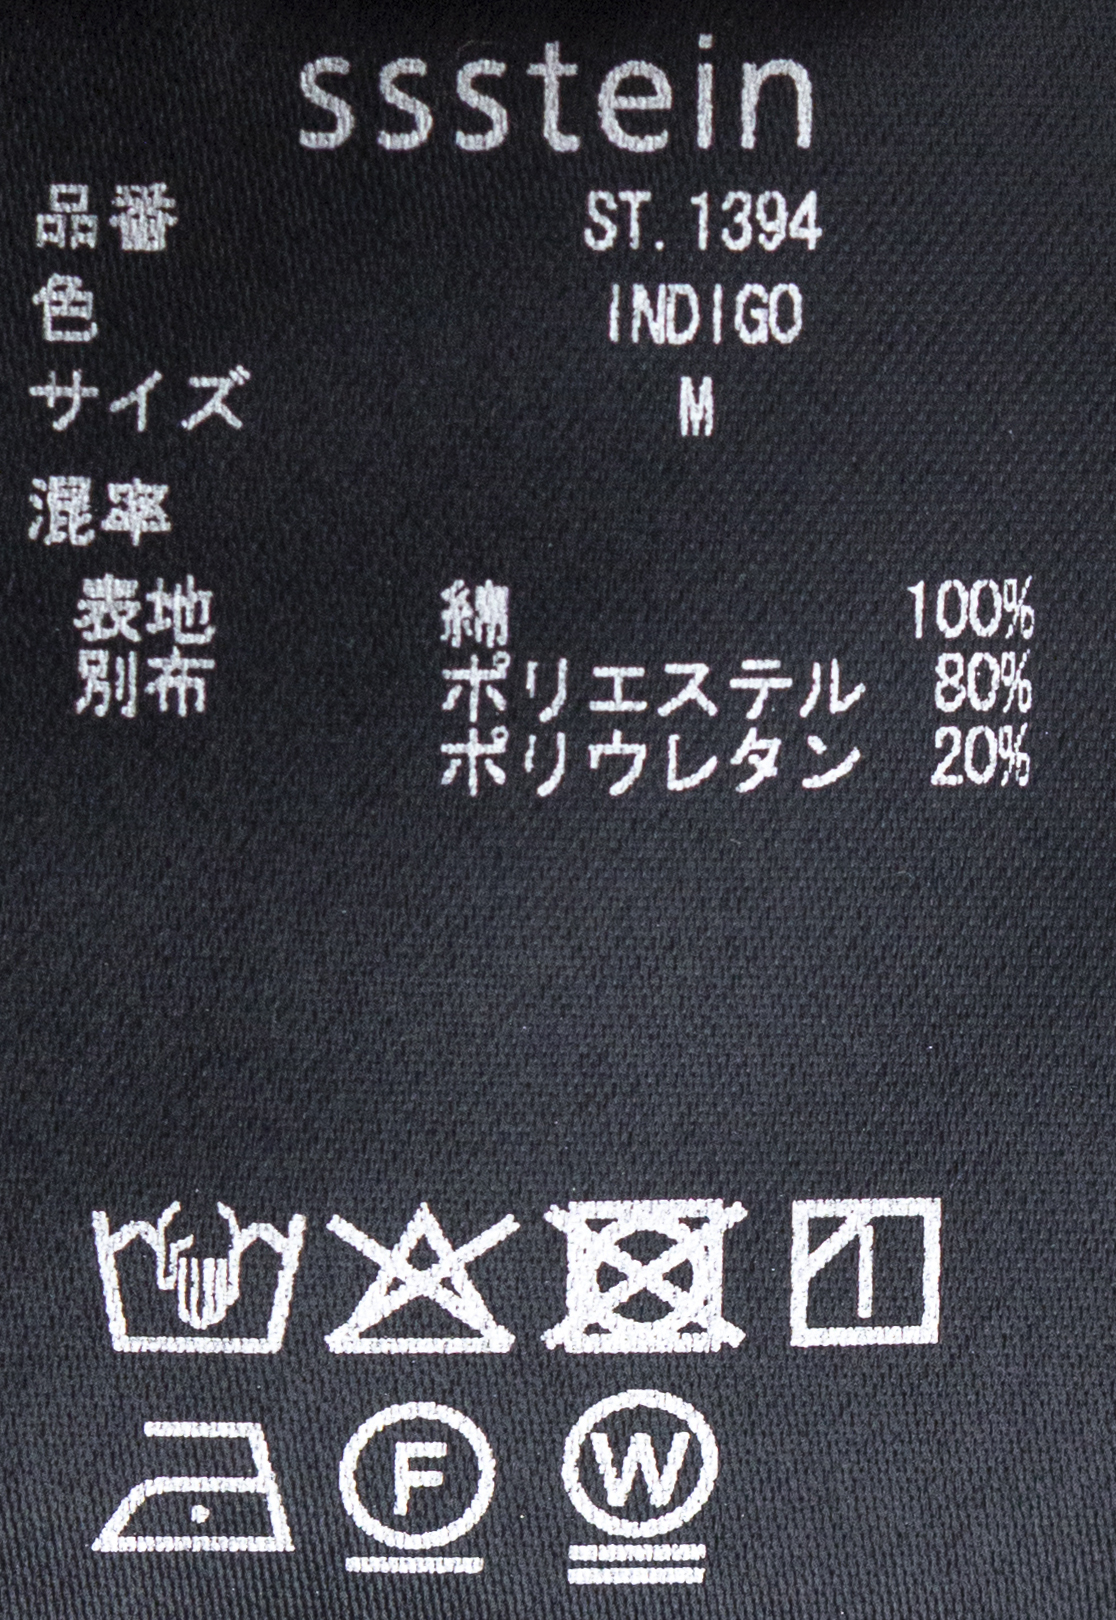 ssstein
品番 ST.1394
色 INDIGO
サイズ M
混率
表地 綿 100%
別布 ポリエステル 80%
ポリウレタン 20%
F W